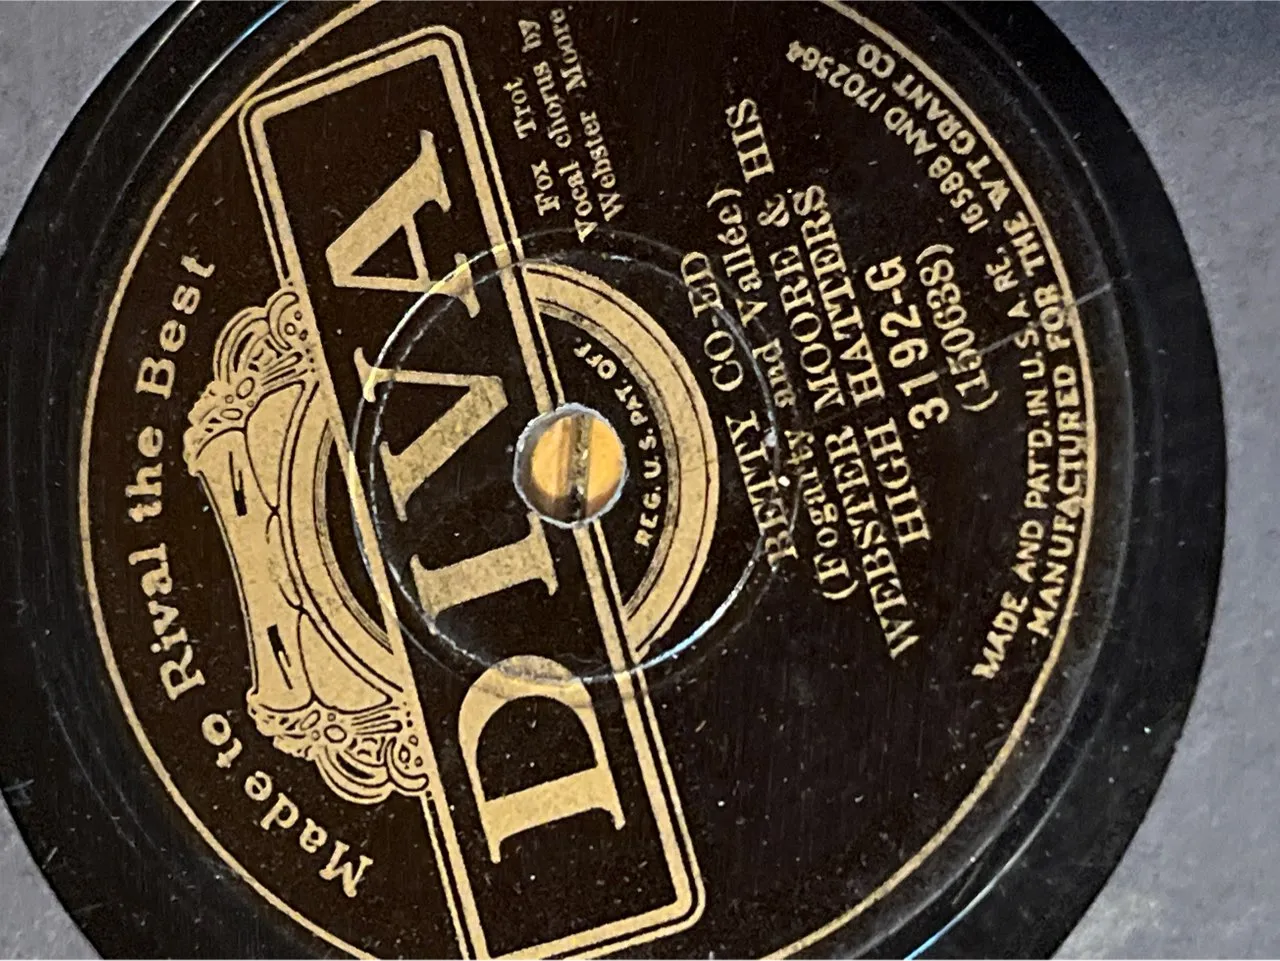 Made to Rival the Best
DIVA
REG. U.S. PAT. OFF.
Fox Trot
Vocal chorus by
Webster Moore
BETTY CO-ED
(Fogarty and Vallée)
WEBSTER MOORE & HIS
HIGH HATTERS
3192-G
(150688)
MADE AND PAT'D. IN U.S.A RE. 16588 AND 1702564
MANUFACTURED FOR THE W T GRANT CO.